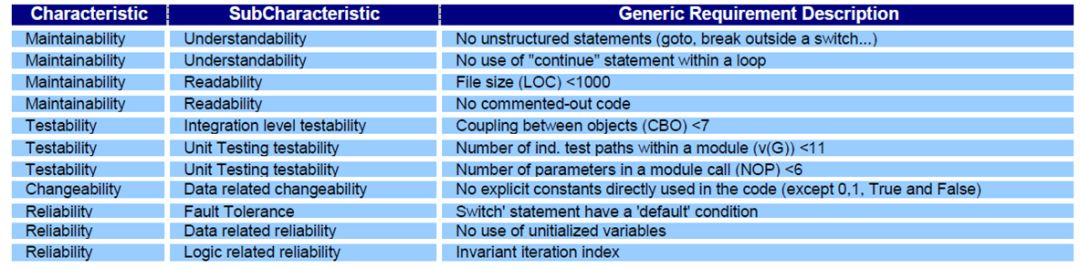 Characteristic SubCharacteristic Generic Requirement Description
Maintainability Understandability No unstructured statements (goto, break outside a switch...)
Maintainability Understandability No use of "continue" statement within a loop
Maintainability Readability File size (LOC) <1000
Maintainability Readability No commented-out code
Testability Integration level testability Coupling between objects (CBO) <7
Testability Unit Testing testability Number of ind. test paths within a module (v(G)) <11
Testability Unit Testing testability Number of parameters in a module call (NOP) <6
Changeability Data related changeability No explicit constants directly used in the code (except 0,1, True and False)
Reliability Fault Tolerance Switch' statement have a 'default' condition
Reliability Data related reliability No use of unitialized variables
Reliability Logic related reliability Invariant iteration index